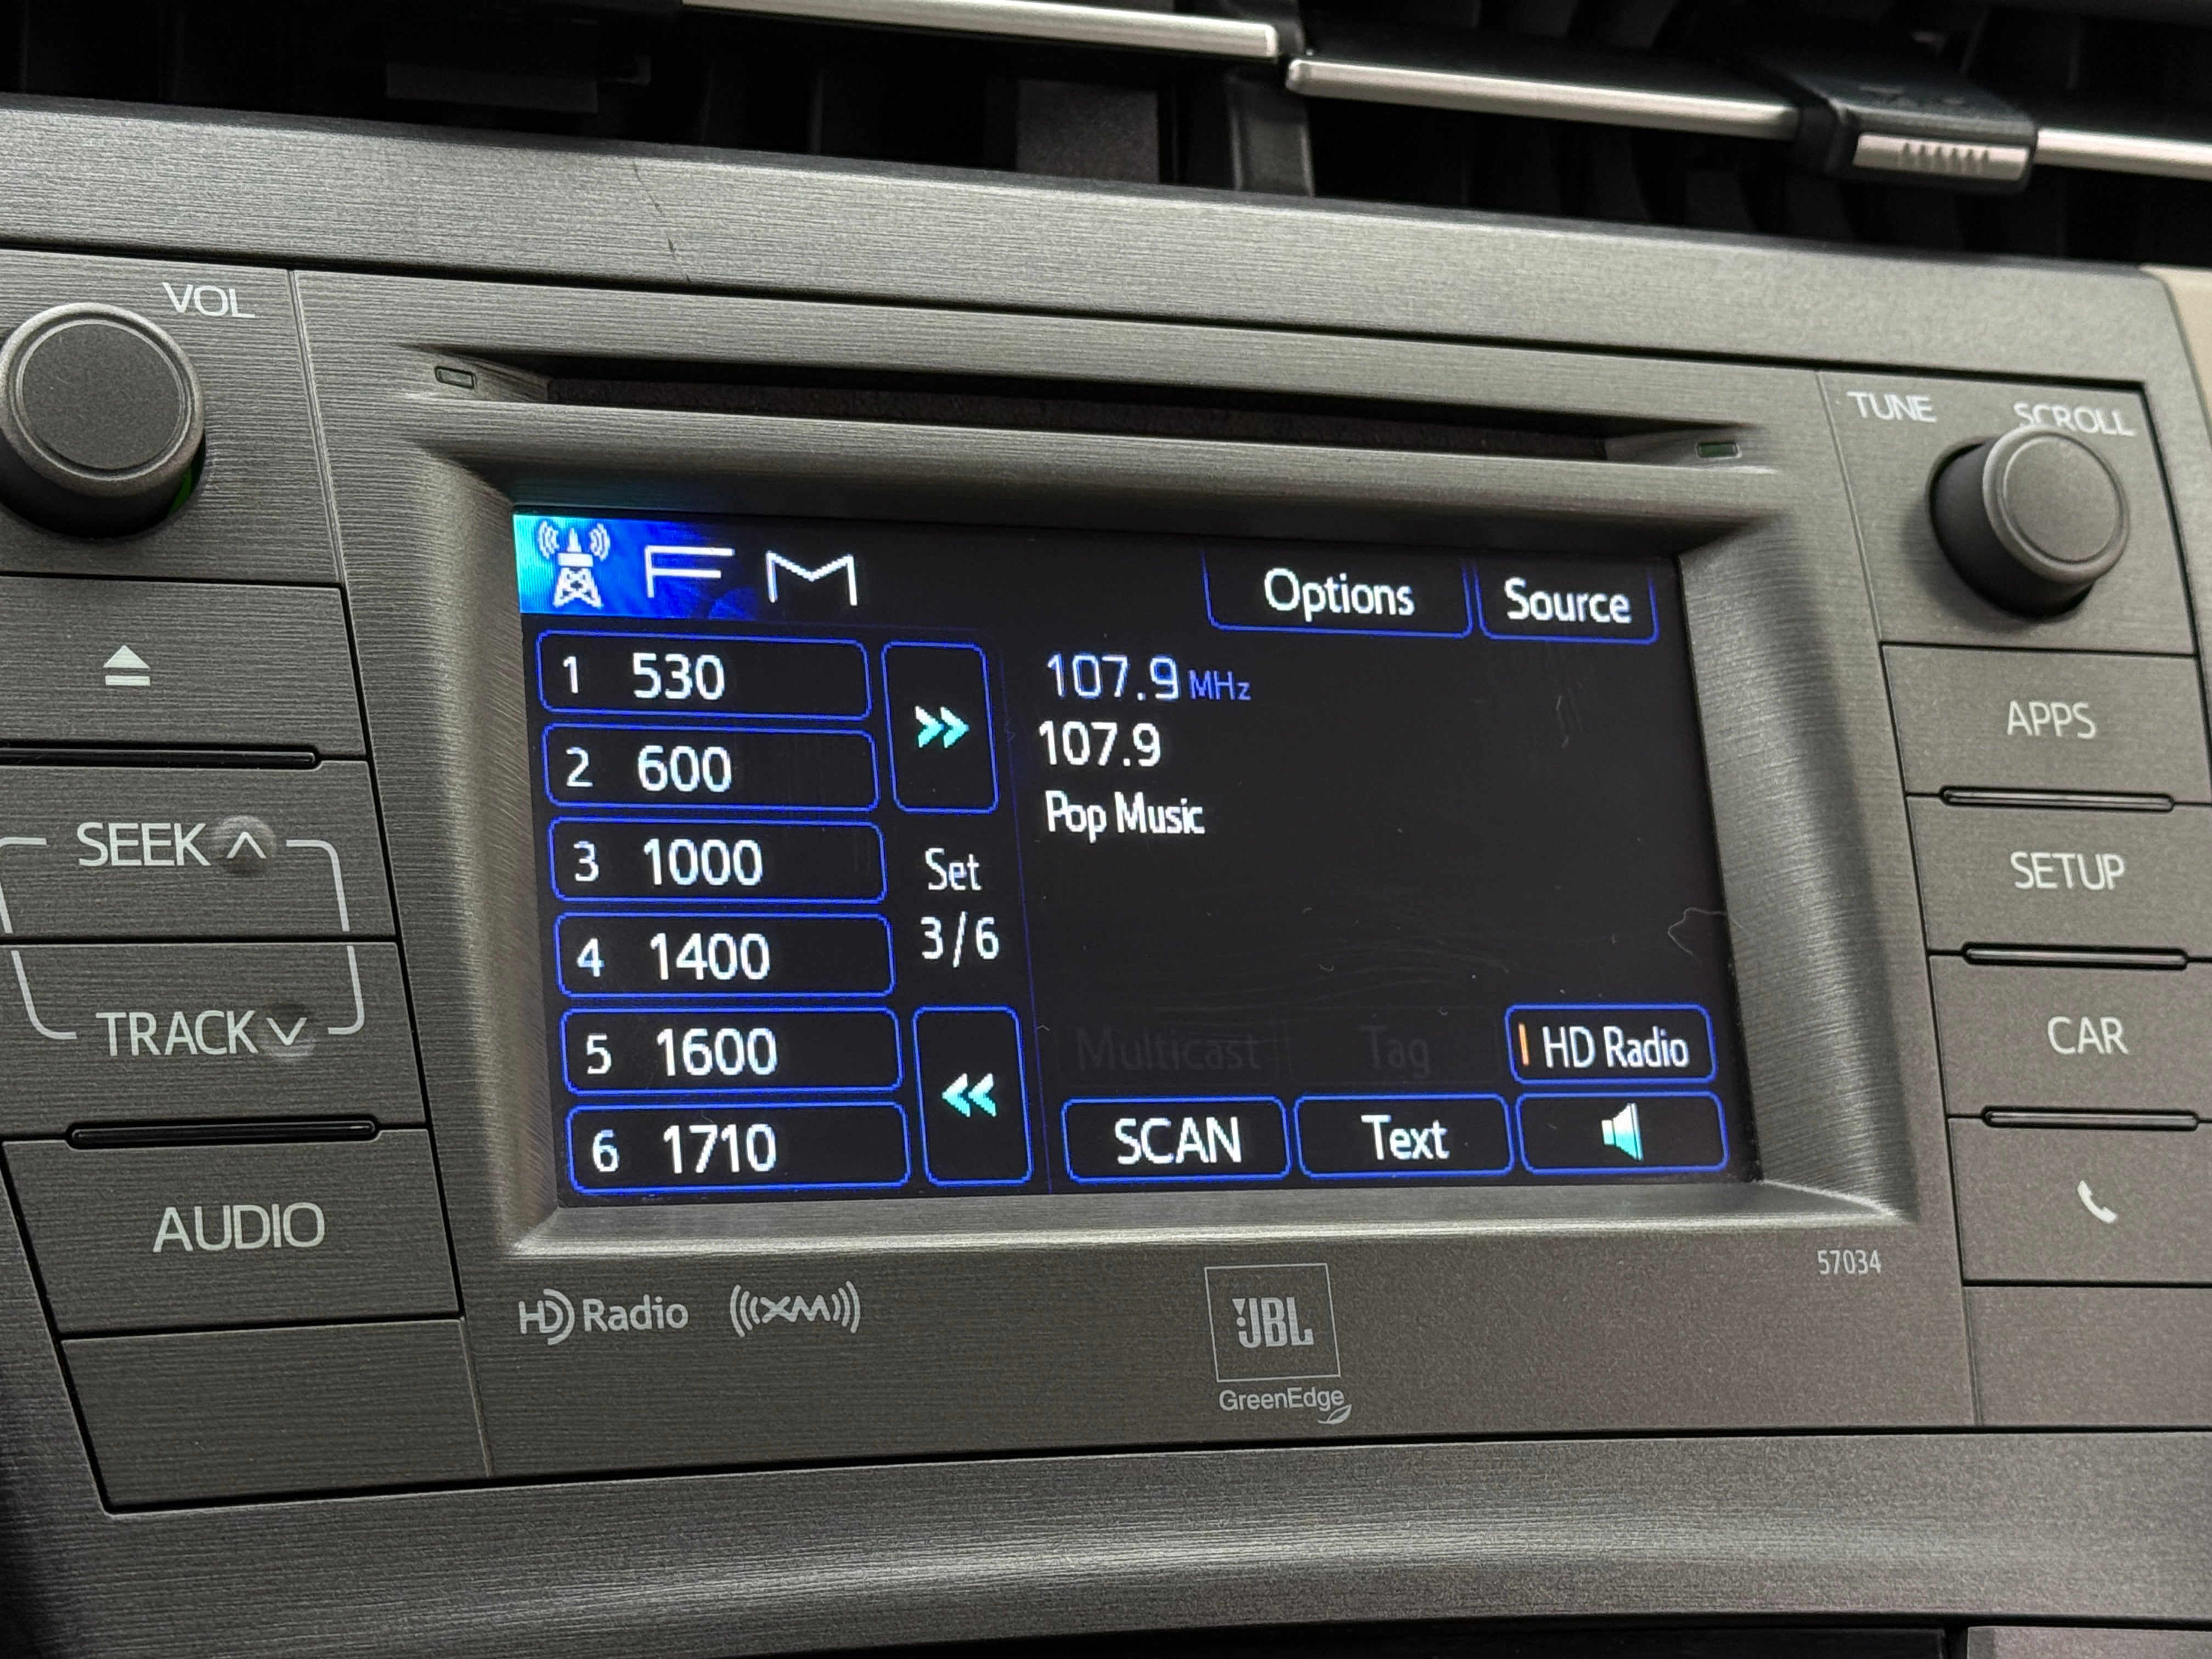 VOL
TUNE SCROLL
FM
Options
Source
1 530
2 600
3 1000
4 1400
5 1600
6 1710
Set
3/6
107.9 MHz
107.9
Pop Music
Multicast
Tag
HD Radio
SCAN
Text
SEEK
TRACK
AUDIO
APPS
SETUP
CAR
57034
HD Radio
((XM))
JBL
GreenEdge